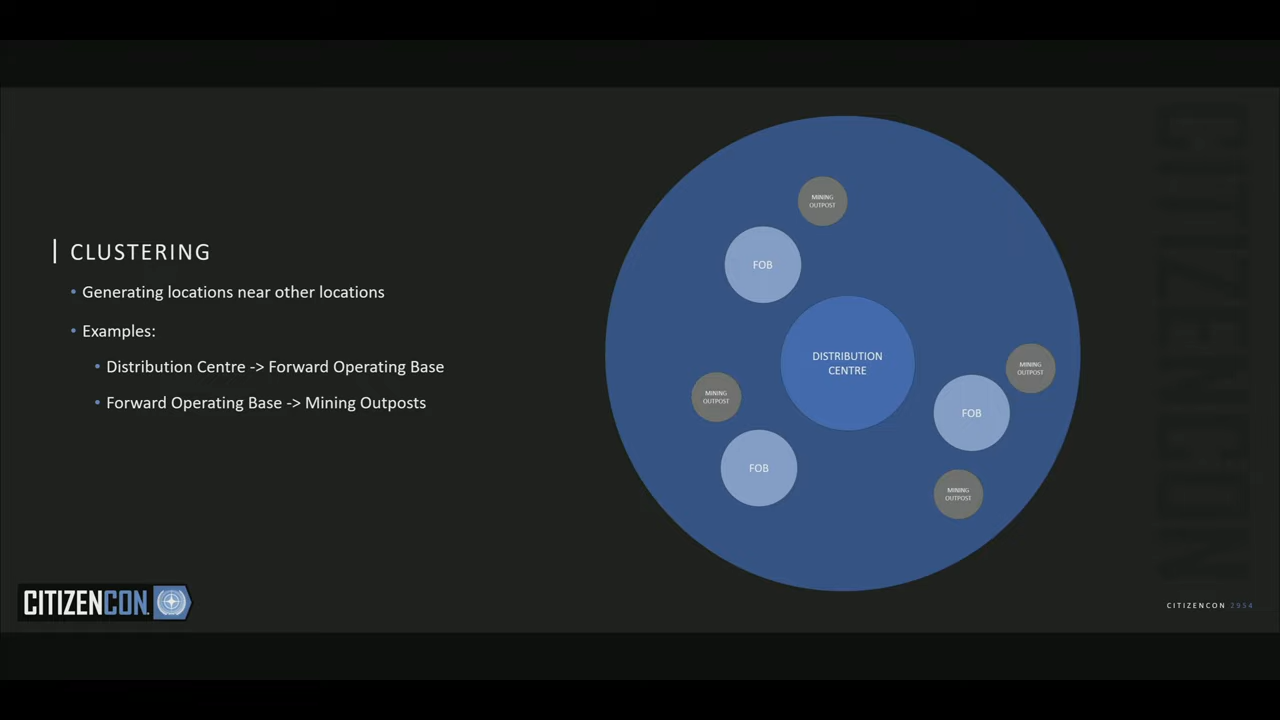 CLUSTERING
• Generating locations near other locations
• Examples:
• Distribution Centre -> Forward Operating Base
• Forward Operating Base -> Mining Outposts
MINING
OUTPOST
FOB
DISTRIBUTION
CENTRE
MINING
OUTPOST
MINING
OUTPOST
FOB
FOB
MINING
OUTPOST
CITIZENCON
CITIZENCON.
CITIZENCON 2954